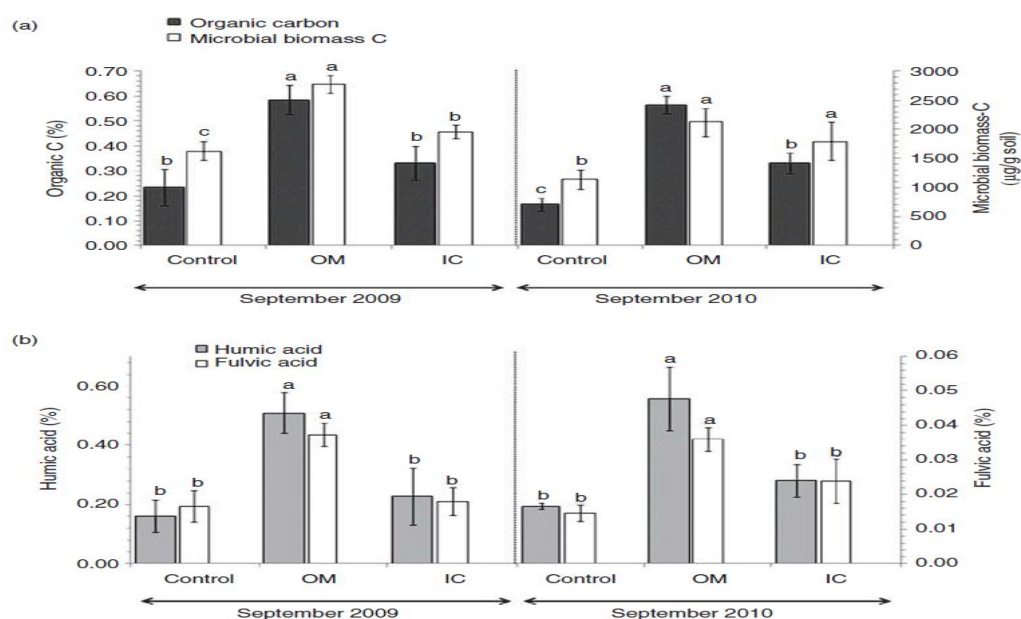 (a)
Organic carbon
Microbial biomass C
0.70
0.60
0.50
0.40
0.30
0.20
0.10
0.00
Organic C (%)
b
c
a
a
b
b
c
b
a
a
b
a
3000
2500
2000
1500
1000
500
0
Microbial biomass-C
(µg/g soil)
Control OM IC Control OM IC
September 2009 September 2010
(b)
Humic acid
Fulvic acid
0.60
0.40
0.20
0.00
Humic acid (%)
b
b
a
a
b
b
b
b
a
a
b
b
0.06
0.05
0.04
0.03
0.02
0.01
0.00
Fulvic acid (%)
Control OM IC Control OM IC
September 2009 September 2010